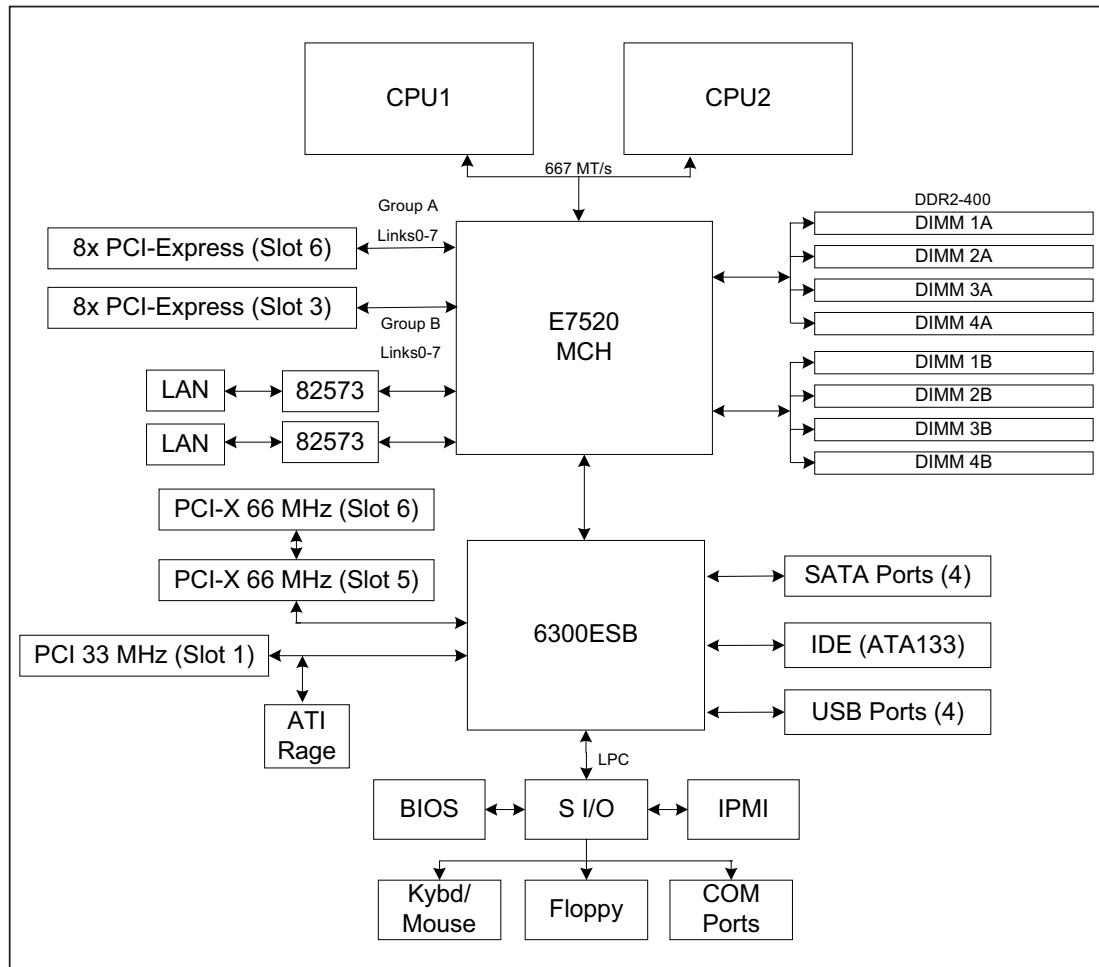 CPU1
CPU2
667 MT/s
Group A
Links0-7
8x PCI-Express (Slot 6)
8x PCI-Express (Slot 3)
Group B
Links0-7
E7520
MCH
DDR2-400
DIMM 1A
DIMM 2A
DIMM 3A
DIMM 4A
DIMM 1B
DIMM 2B
DIMM 3B
DIMM 4B
LAN
82573
LAN
82573
PCI-X 66 MHz (Slot 6)
PCI-X 66 MHz (Slot 5)
PCI 33 MHz (Slot 1)
ATI
Rage
6300ESB
SATA Ports (4)
IDE (ATA133)
USB Ports (4)
LPC
BIOS
S I/O
IPMI
Kybd/
Mouse
Floppy
COM
Ports